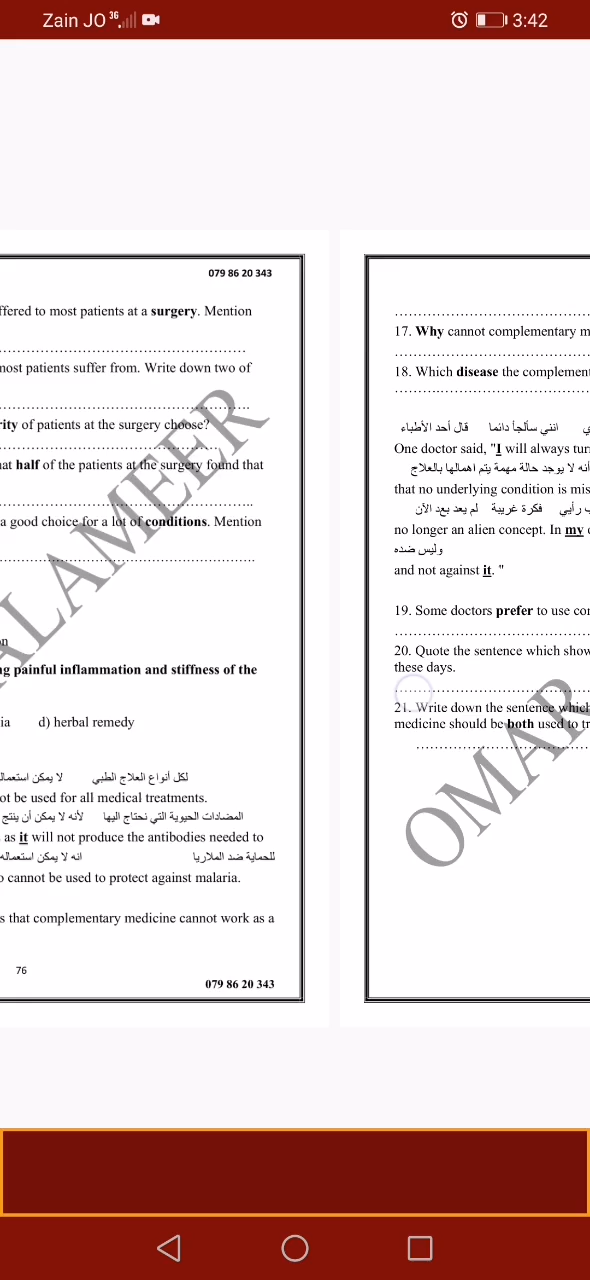 Zain JO 36 3:42
079 86 20 343
ffered to most patients at a surgery. Mention
most patients suffer from. Write down two of
rity of patients at the surgery choose?
at half of the patients at the surgery found that
a good choice for a lot of conditions. Mention
n
ng painful inflammation and stiffness of the
ia d) herbal remedy
لكل أنواع العلاج الطبي لا يمكن استعما
ot be used for all medical treatments.
المضادات الحيوية التي نحتاج اليها لأنه لا يمكن أن ينتج
as it will not produce the antibodies needed to
للحماية ضد الملاريا انه لا يمكن استعماله
o cannot be used to protect against malaria.
s that complementary medicine cannot work as a
76
079 86 20 343
ALAMEER
17. Why cannot complementary m
18. Which disease the complement
انني سألجأ دائما قال أحد الأطباء
One doctor said, "I will always tur
أنه لا يوجد حالة مهمة يتم اهمالها بالعلاج
that no underlying condition is mis
رأيي فكرة غريبة لم يعد بعد الآن
no longer an alien concept. In my
وليس ضده
and not against it. "
19. Some doctors prefer to use co
20. Quote the sentence which show
these days.
21. Write down the sentence which
medicine should be both used to tr
OMAR